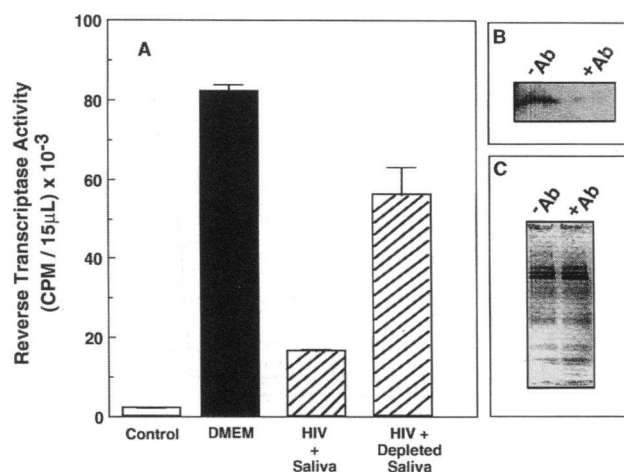 A
Reverse Transcriptase Activity
(CPM / 15µL) x 10-3
100
80
60
40
20
0
Control
DMEM
HIV
+
Saliva
HIV +
Depleted
Saliva
B
-Ab
+Ab
C
-Ab
+Ab